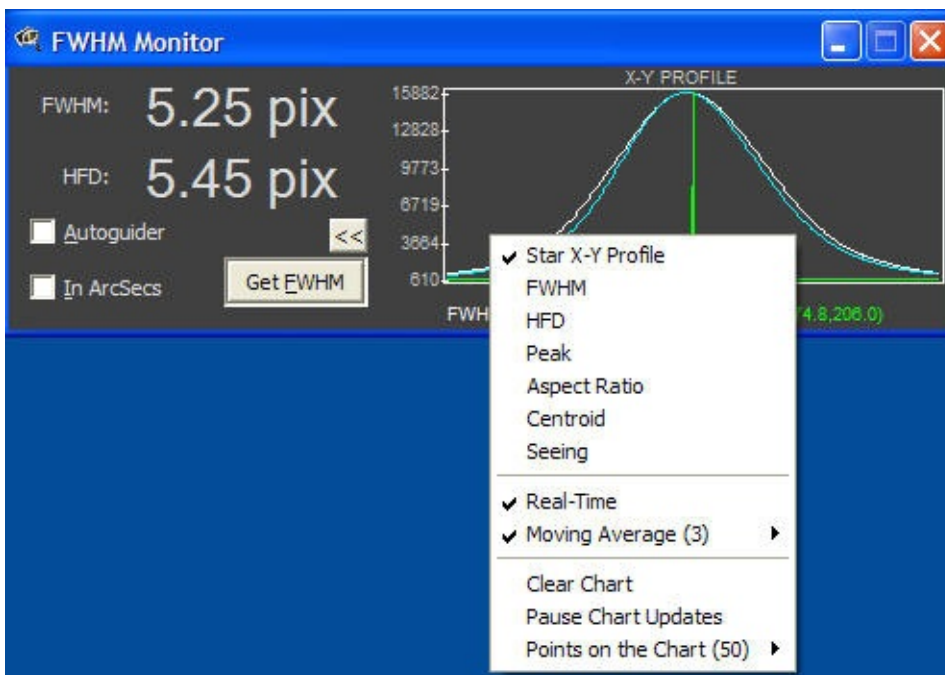 FWHM Monitor
FWHM: 5.25 pix
HFD: 5.45 pix
Autoguider
<<
In ArcSecs
Get FWHM
X-Y PROFILE
15882
12828
9773
6719
3664
610
FWH
4.8,206.0)
Star X-Y Profile
FWHM
HFD
Peak
Aspect Ratio
Centroid
Seeing
Real-Time
Moving Average (3)
Clear Chart
Pause Chart Updates
Points on the Chart (50)